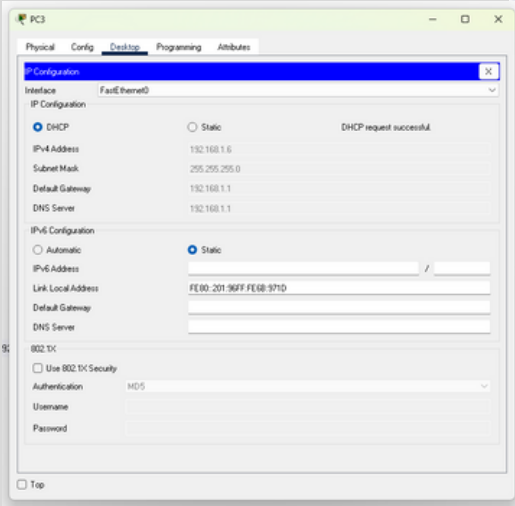 PC3
Physical Config Desktop Programming Attributes
IP Configuration X
Interface FastEthernet0
IP Configuration
DHCP Static DHCP request successful
IPv4 Address 192.168.1.6
Subnet Mask 255.255.255.0
Default Gateway 192.168.1.1
DNS Server 192.168.1.1
IPv6 Configuration
Automatic Static
IPv6 Address /
Link Local Address FE80::201:96FF:FE6B:971D
Default Gateway
DNS Server
802.1X
Use 802.1X Security
Authentication MD5
Username
Password
Top